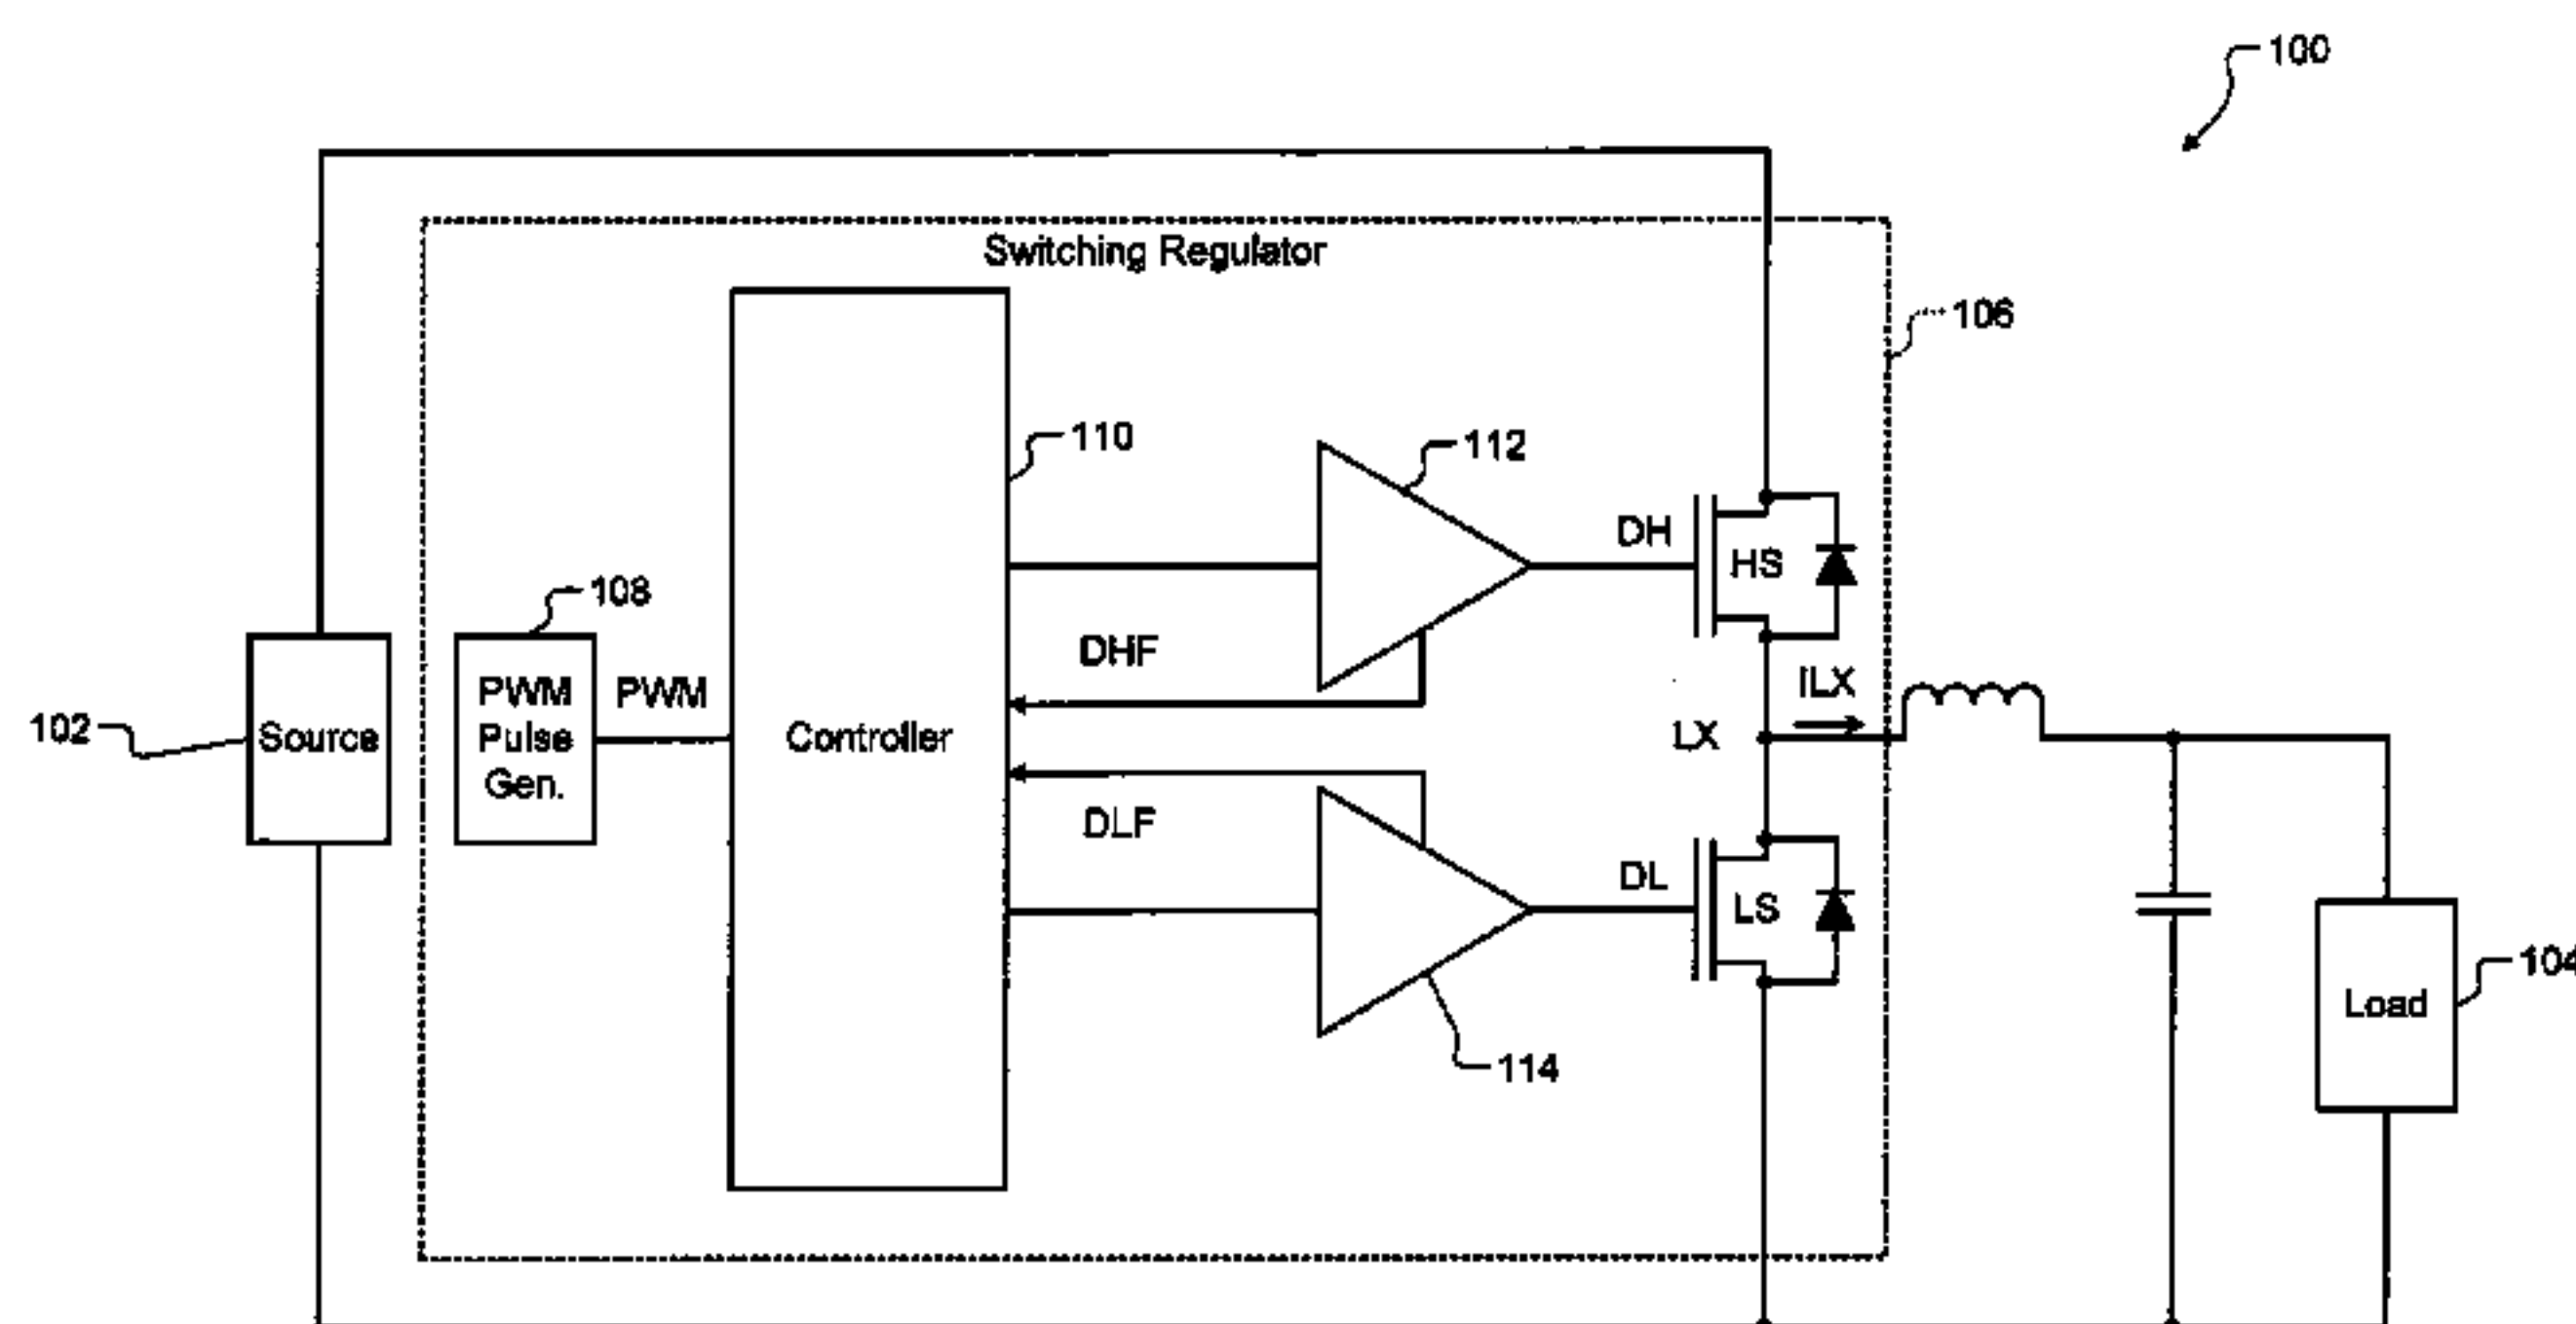 100
Switching Regulator
106
110
112
DH
HS
108
DHF
PWM
Pulse
Gen.
PWM
ILX
102
Source
Controller
LX
DLF
DL
LS
104
Load
114